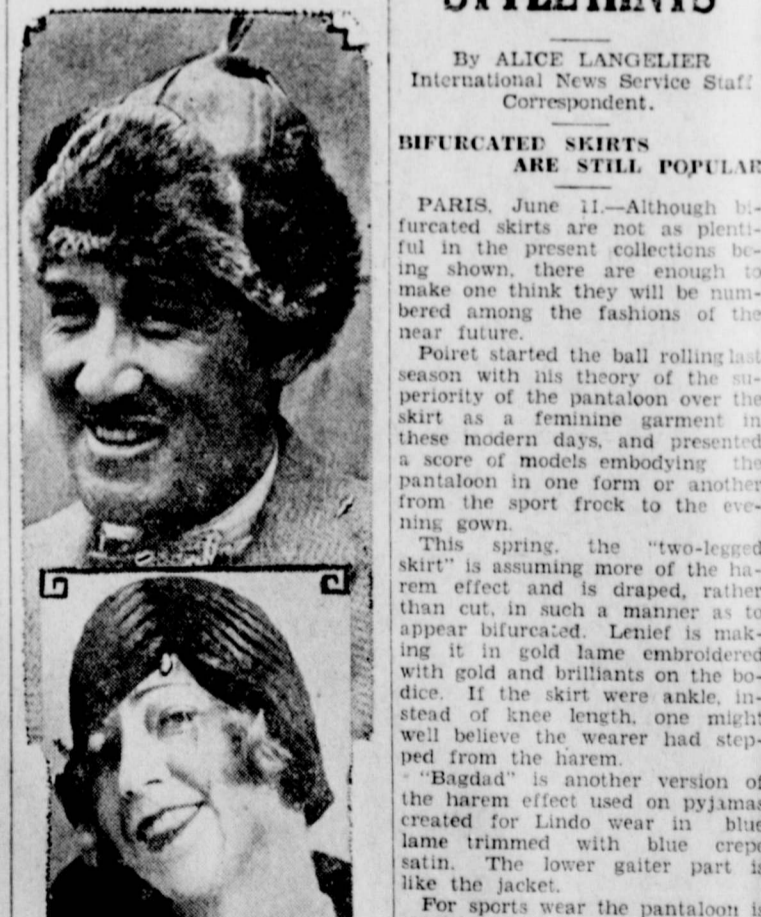 STYLE HINTS
By ALICE LANGELIER
International News Service Staff
Correspondent.
BIFURCATED SKIRTS
ARE STILL POPULAR
PARIS, June 11.—Although bi-
furcated skirts are not as plenti-
ful in the present collections be-
ing shown, there are enough to
make one think they will be num-
bered among the fashions of the
near future.
Poiret started the ball rolling last
season with his theory of the su-
periority of the pantaloon over the
skirt as a feminine garment in
these modern days, and presented
a score of models embodying the
pantaloon in one form or another
from the sport frock to the eve-
ning gown.
This spring, the "two-legged
skirt" is assuming more of the ha-
rem effect and is draped, rather
than cut, in such a manner as to
appear bifurcated. Lenief is mak-
ing it in gold lame embroidered
with gold and brilliants on the bo-
dice. If the skirt were ankle, in-
stead of knee length, one might
well believe the wearer had step-
ped from the harem.
"Bagdad" is another version of
the harem effect used on pyjamas
created for Lindo wear in blue
lame trimmed with blue crepe
satin. The lower gaiter part is
like the jacket.
For sports wear the pantaloon is